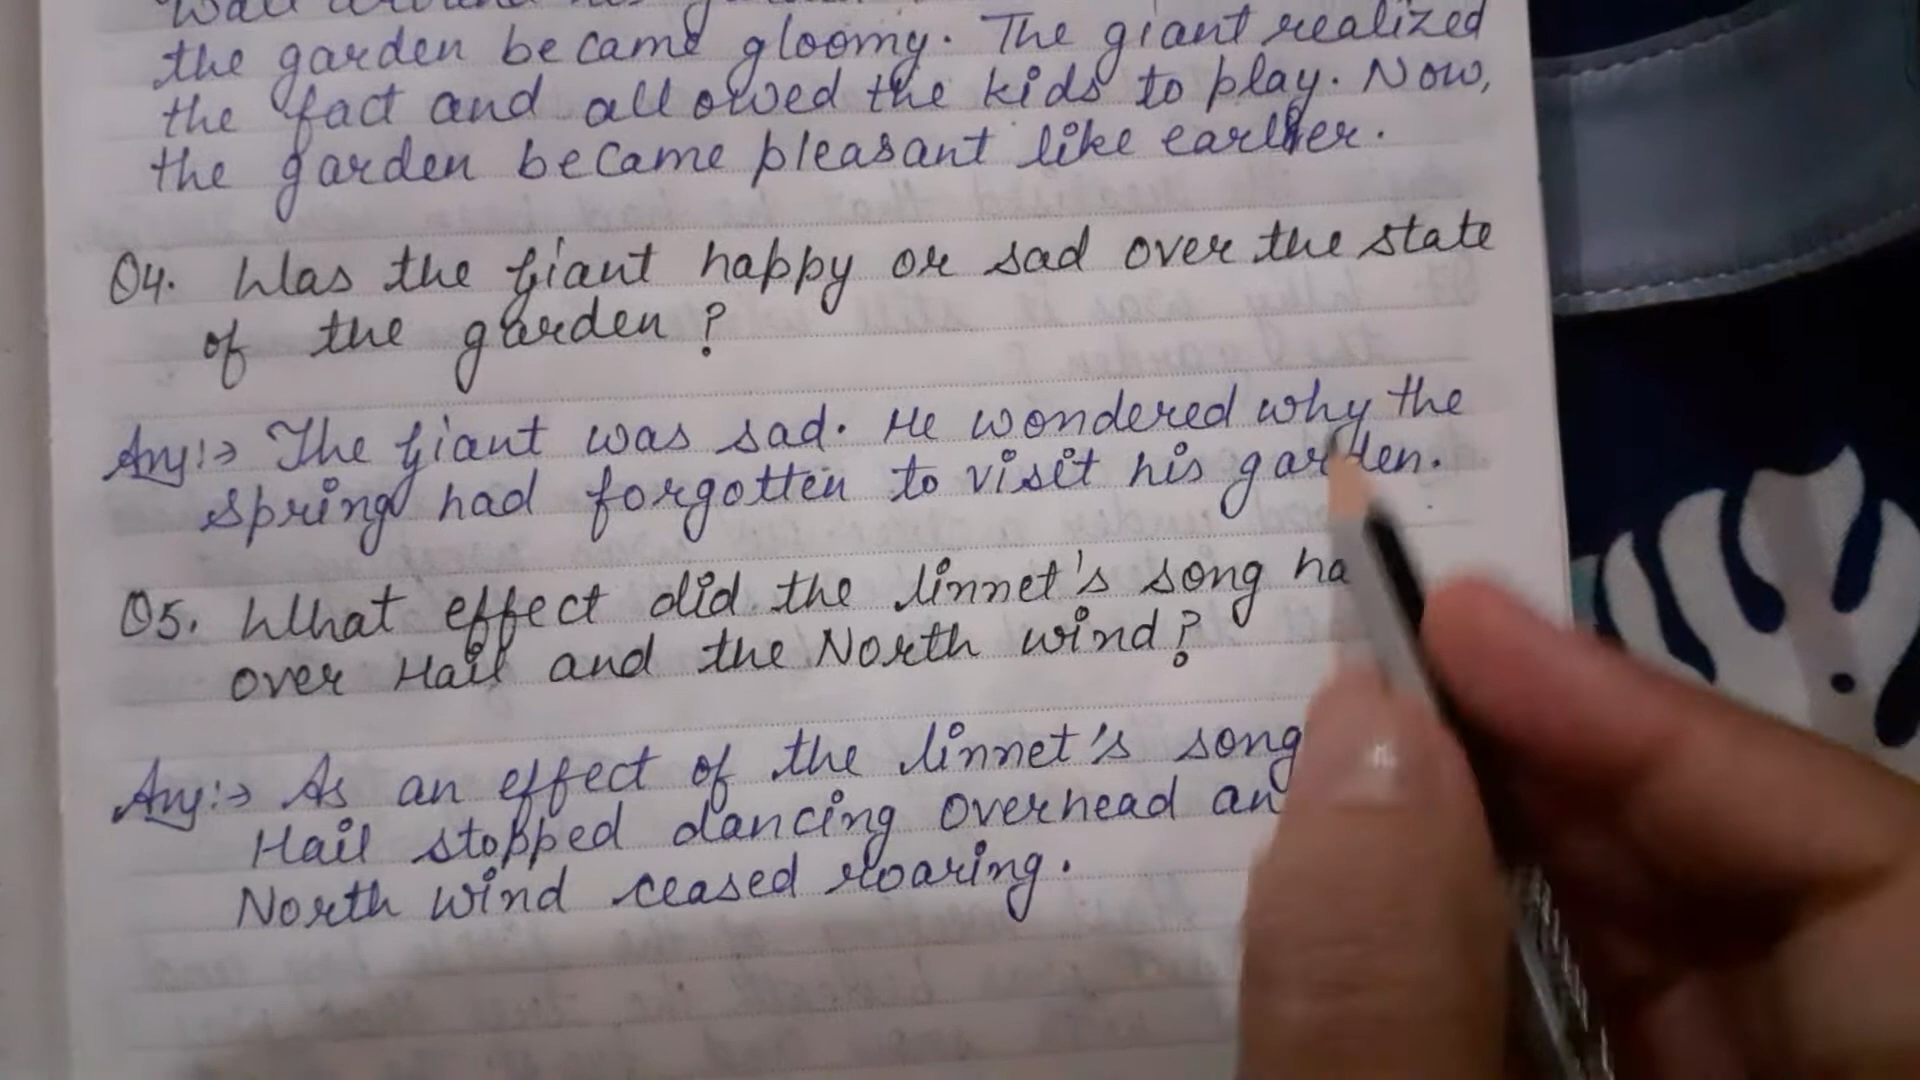 the garden became gloomy. The giant realized
the fact and allowed the kids to play. Now,
the garden became pleasant like earlier.
Q4. Was the giant happy or sad over the state
of the garden?
Ans:→ The giant was sad. He wondered why the
spring had forgotten to visit his garden.
Q5. What effect did the linnet's song ha
over Hail and the North wind?
Ans:→ As an effect of the linnet's song
Hail stopped dancing overhead an
North wind ceased roaring.